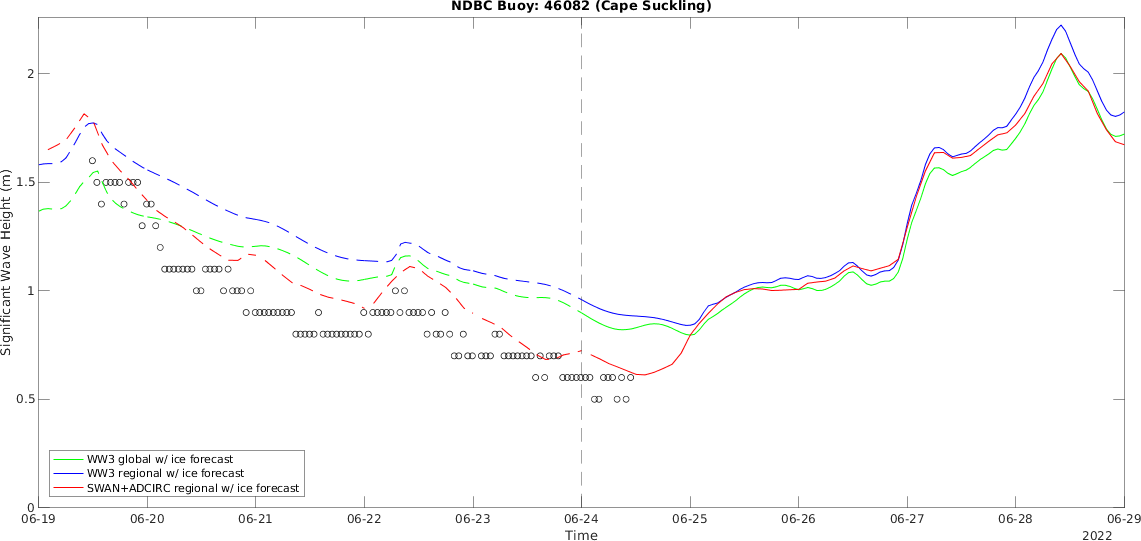 NDBC Buoy: 46082 (Cape Suckling)
Significant Wave Height (m)
2
1.5
1
0.5
0
WW3 global w/ ice forecast
WW3 regional w/ ice forecast
SWAN+ADCIRC regional w/ ice forecast
06-19 06-20 06-21 06-22 06-23 06-24 06-25 06-26 06-27 06-28 06-29
Time
2022